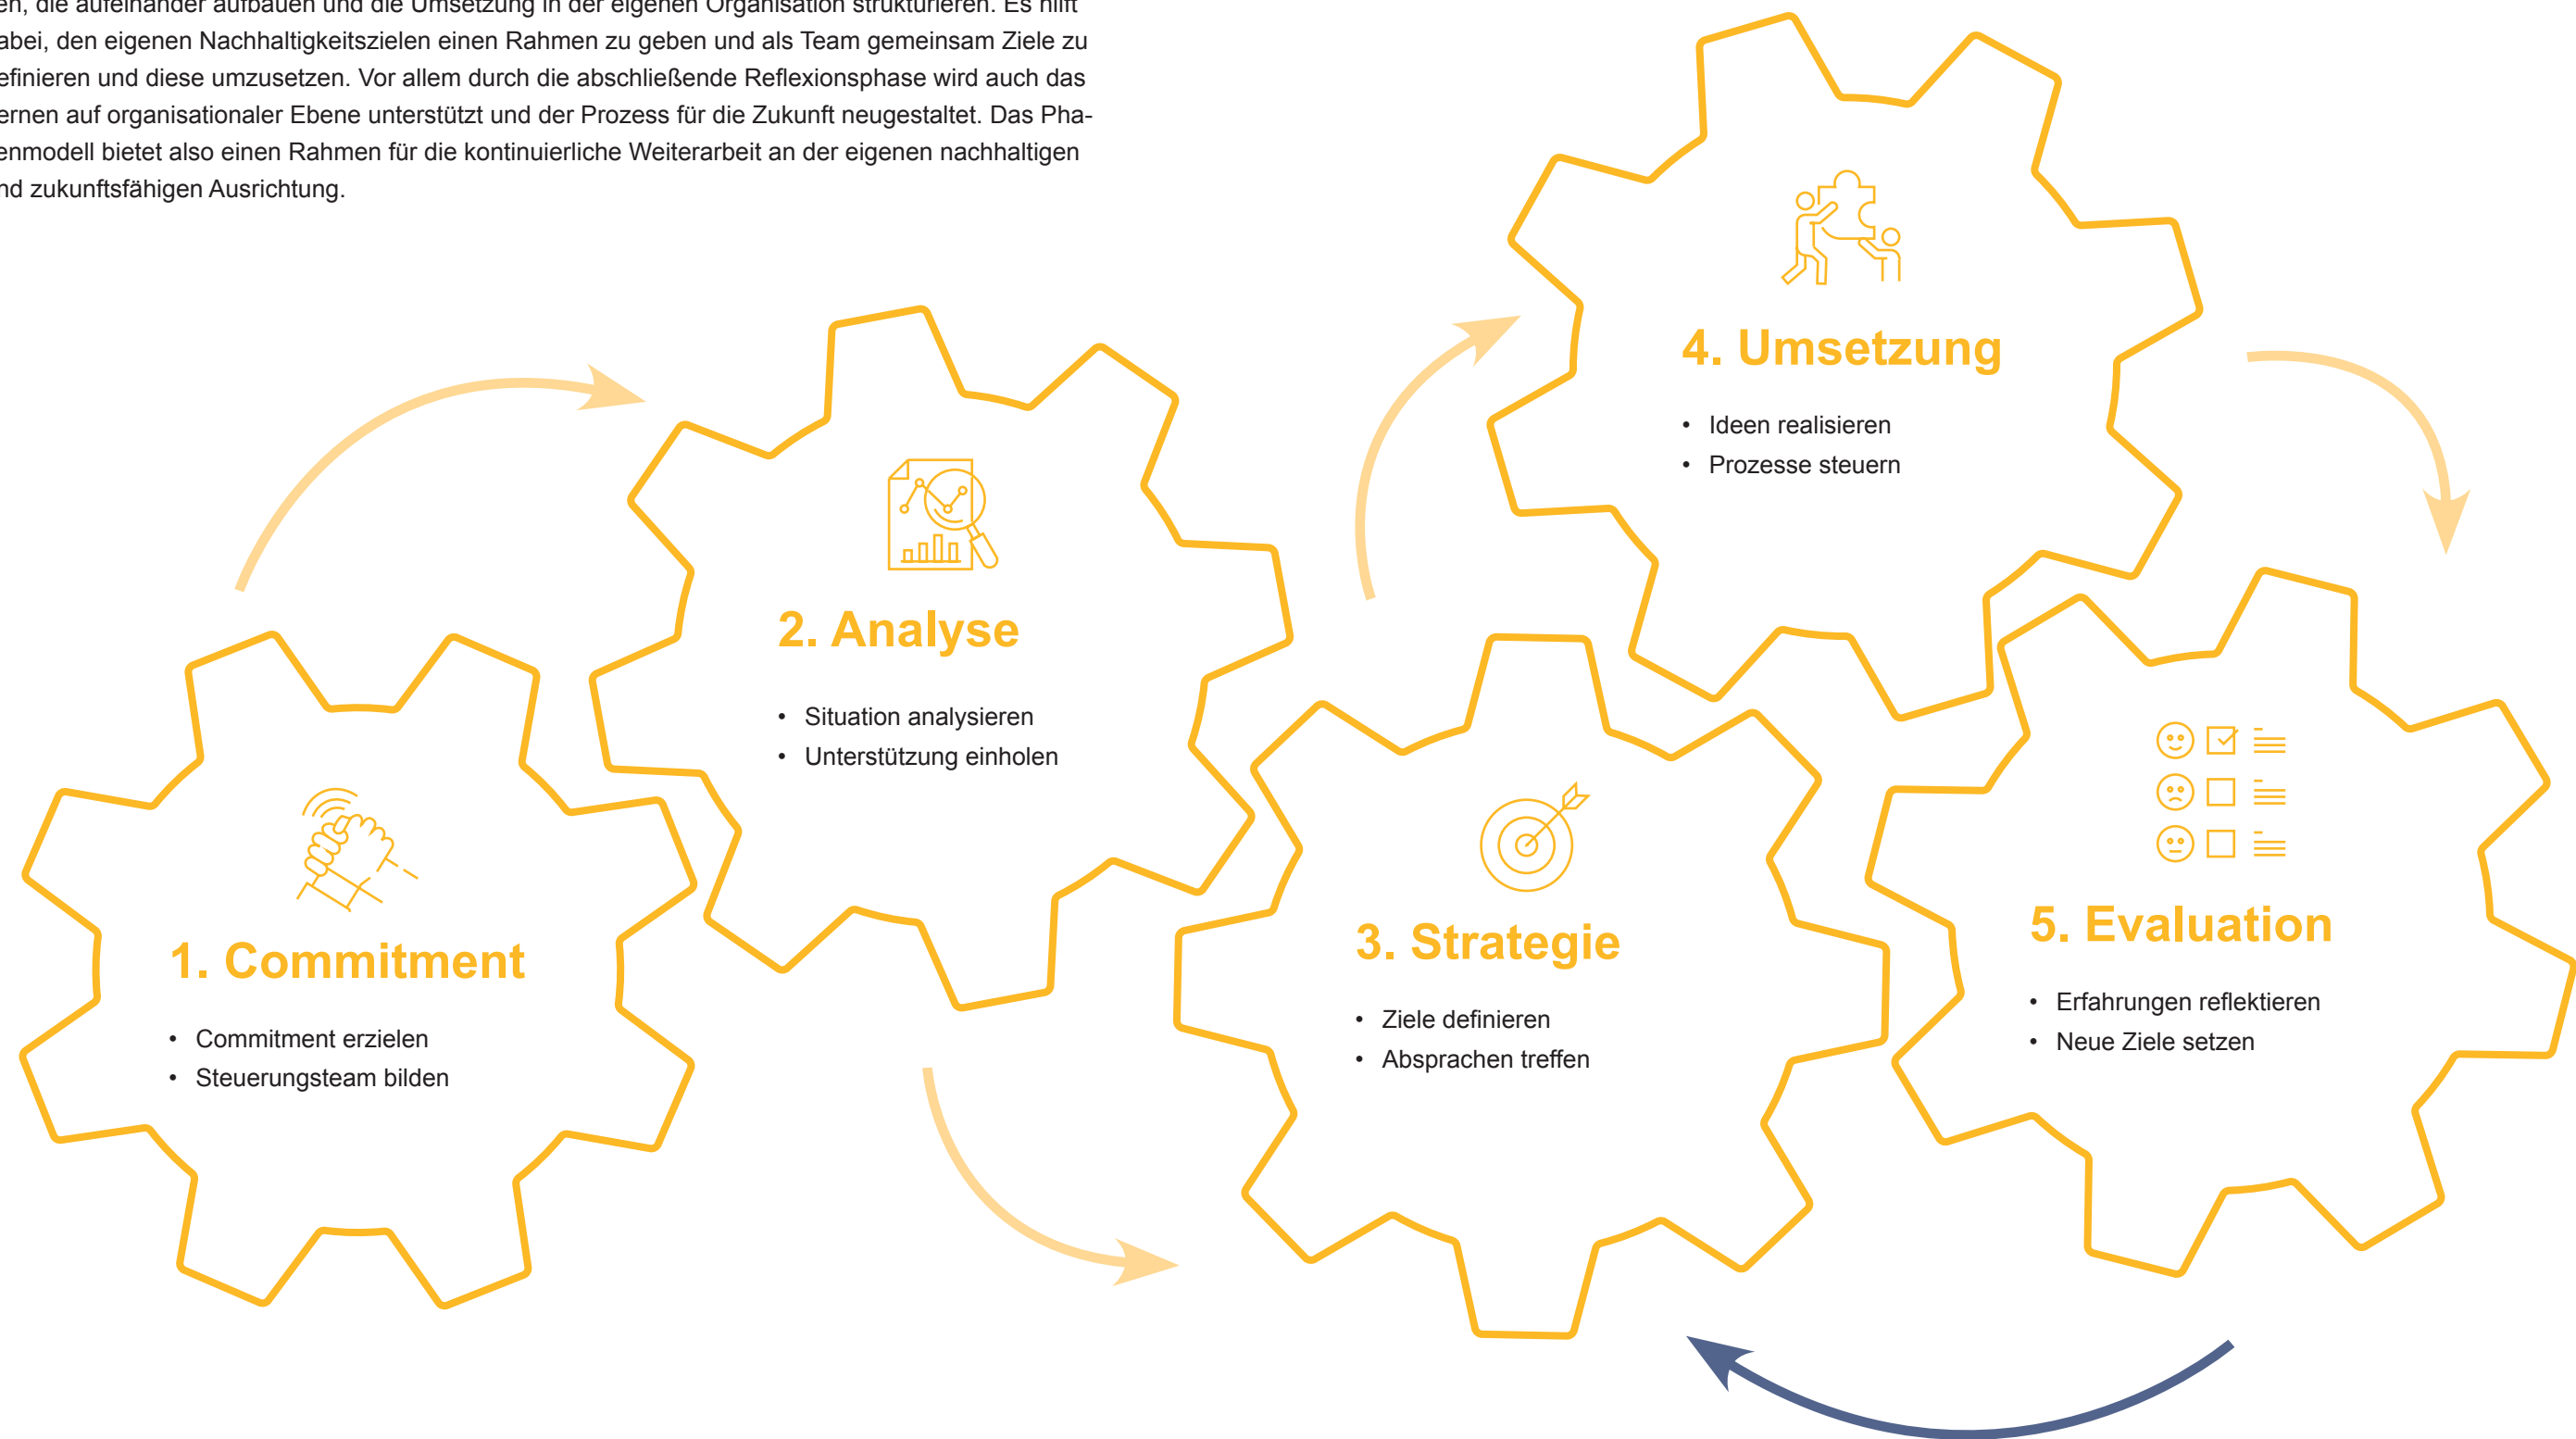 en, die aufeinander aufbauen und die Umsetzung in der eigenen Organisation strukturieren. Es hilft
abei, den eigenen Nachhaltigkeitszielen einen Rahmen zu geben und als Team gemeinsam Ziele zu
efinieren und diese umzusetzen. Vor allem durch die abschließende Reflexionsphase wird auch das
ernen auf organisationaler Ebene unterstützt und der Prozess für die Zukunft neugestaltet. Das Pha-
enmodell bietet also einen Rahmen für die kontinuierliche Weiterarbeit an der eigenen nachhaltigen
nd zukunftsfähigen Ausrichtung.
1. Commitment
• Commitment erzielen
• Steuerungsteam bilden
2. Analyse
• Situation analysieren
• Unterstützung einholen
3. Strategie
• Ziele definieren
• Absprachen treffen
4. Umsetzung
• Ideen realisieren
• Prozesse steuern
5. Evaluation
• Erfahrungen reflektieren
• Neue Ziele setzen